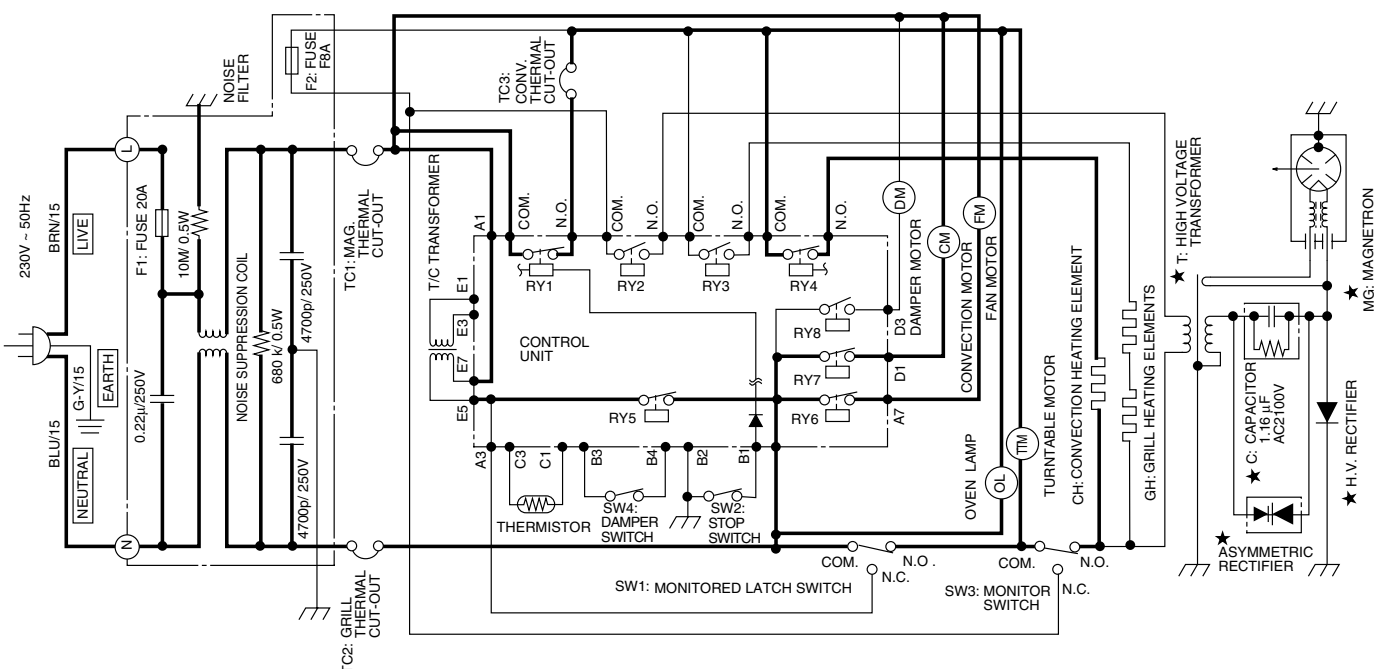 230V ~ 50Hz
BRN/15
LIVE
L
F1: FUSE 20A
10M/ 0.5W
NOISE
FILTER
F2: FUSE
F8A
G-Y/15
EARTH
BLU/15
NEUTRAL
N
0.22µ/250V
NOISE SUPPRESSION COIL
680 k/ 0.5W
4700p/ 250V
4700p/ 250V
TC1: MAG.
THERMAL
CUT-OUT
TC2: GRILL
THERMAL
CUT-OUT
TC3:
CONV.
THERMAL
CUT-OUT
T/C TRANSFORMER
A1
COM.
N.O.
COM.
N.O.
COM.
N.O.
COM.
N.O.
RY1
RY2
RY3
RY4
E1
E3
E7
E5
CONTROL
UNIT
RY8
RY7
RY5
RY6
D3
D1
A7
A3
C3
C1
B3
B4
B2
B1
THERMISTOR
SW4:
DAMPER
SWITCH
SW2:
STOP
SWITCH
DM
CM
FM
DAMPER MOTOR
CONVECTION MOTOR
FAN MOTOR
OVEN LAMP
OL
TTM
TURNTABLE MOTOR
CH: CONVECTION HEATING ELEMENT
GH: GRILL HEATING ELEMENTS
COM.
N.O.
N.C.
SW1: MONITORED LATCH SWITCH
COM.
N.O.
N.C.
SW3: MONITOR
SWITCH
★ T: HIGH VOLTAGE
TRANSFORMER
★ C: CAPACITOR
1.16 µF
AC2100V
★ MG: MAGNETRON
★ H.V. RECTIFIER
★ ASYMMETRIC
RECTIFIER